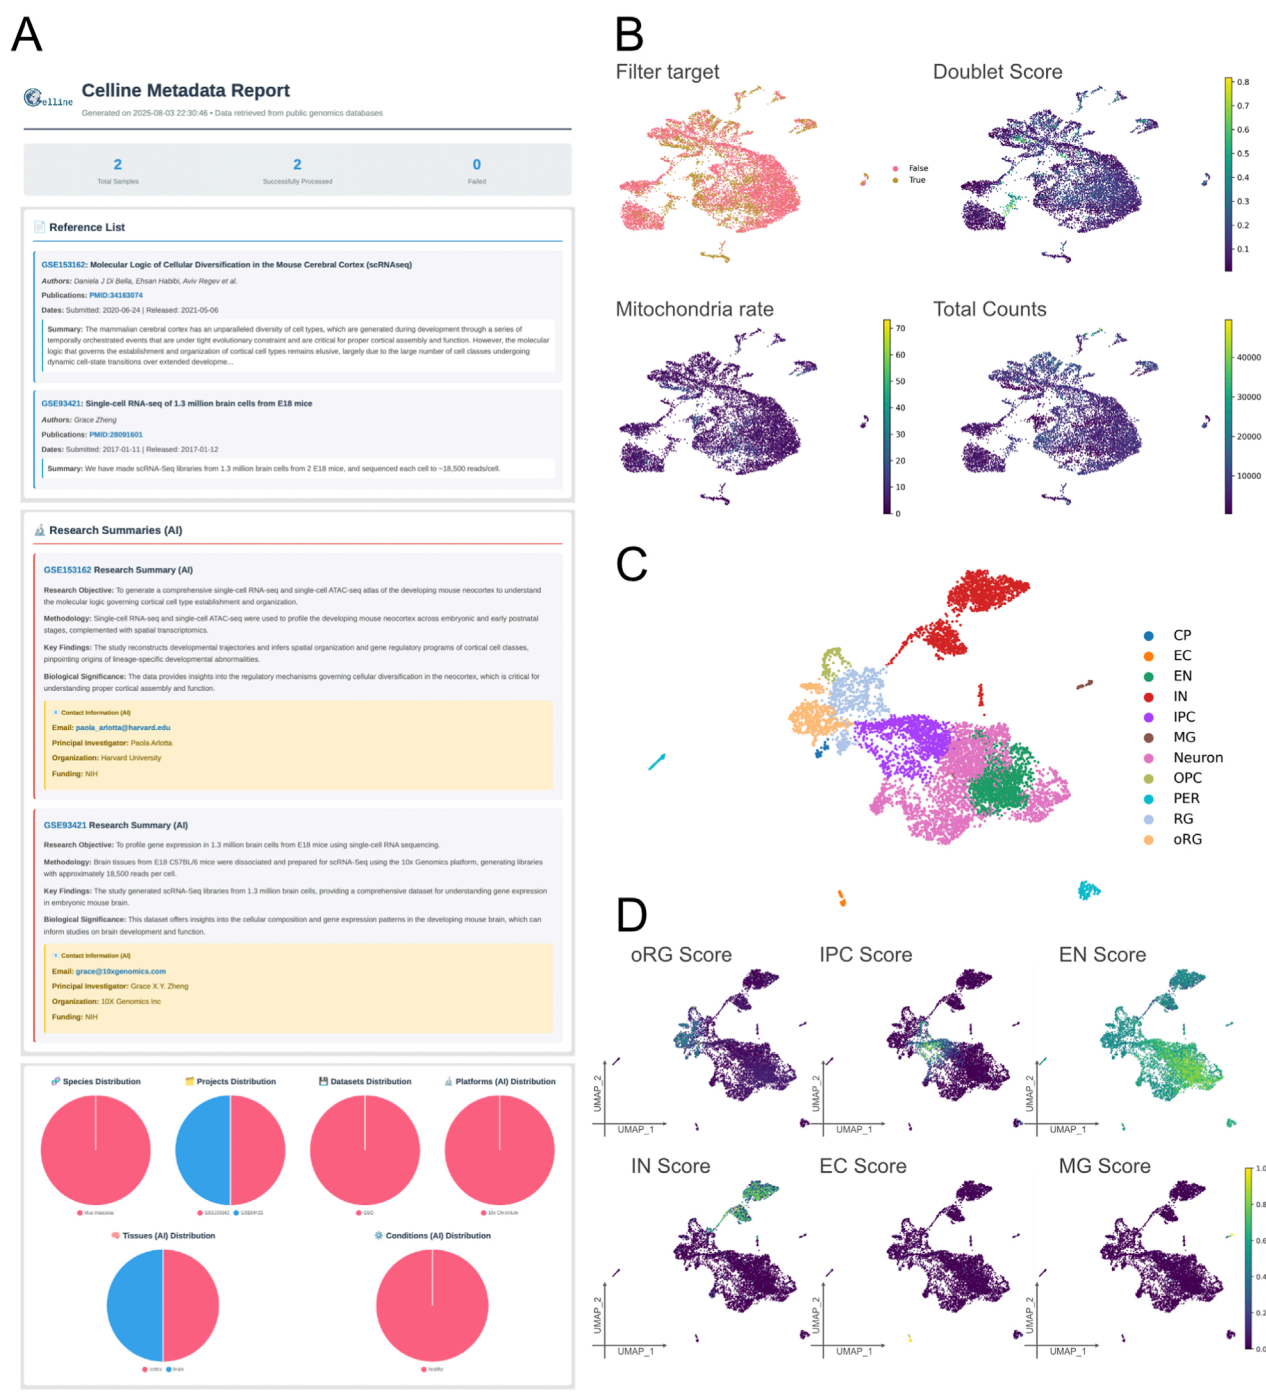 A
Celline
Celline Metadata Report
Generated on 2025-08-03 22:30:46 • Data retrieved from public genomics databases
2
Total Samples
2
Successfully Processed
0
Failed
Reference List
GSE153162: Molecular Logic of Cellular Diversification in the Mouse Cerebral Cortex (scRNAseq)
Authors: Daniela J Di Bella, Ehsan Habibi, Aviv Regev et al.
Publications: PMID:34163074
Dates: Submitted: 2020-06-24 | Released: 2021-05-06
Summary: The mammalian cerebral cortex has an unparalleled diversity of cell types, which are generated during development through a series of
temporally orchestrated events that are under tight evolutionary constraint and are critical for proper cortical assembly and function. However, the molecular
logic that governs the establishment and organization of cortical cell types remains elusive, largely due to the large number of cell classes undergoing
dynamic cell-state transitions over extended developme...
GSE93421: Single-cell RNA-seq of 1.3 million brain cells from E18 mice
Authors: Grace Zheng
Publications: PMID:28091601
Dates: Submitted: 2017-01-11 | Released: 2017-01-12
Summary: We have made scRNA-Seq libraries from 1.3 million brain cells from 2 E18 mice, and sequenced each cell to ~18,500 reads/cell.
Research Summaries (AI)
GSE153162 Research Summary (AI)
Research Objective: To generate a comprehensive single-cell RNA-seq and single-cell ATAC-seq atlas of the developing mouse neocortex to understand
the molecular logic governing cortical cell type establishment and organization.
Methodology: Single-cell RNA-seq and single-cell ATAC-seq were used to profile the developing mouse neocortex across embryonic and early postnatal
stages, complemented with spatial transcriptomics.
Key Findings: The study reconstructs developmental trajectories and infers spatial organization and gene regulatory programs of cortical cell classes,
pinpointing origins of lineage-specific developmental abnormalities.
Biological Significance: The data provides insights into the regulatory mechanisms governing cellular diversification in the neocortex, which is critical for
understanding proper cortical assembly and function.
Contact Information (AI)
Email: paola_arlotta@harvard.edu
Principal Investigator: Paola Arlotta
Organization: Harvard University
Funding: NIH
GSE93421 Research Summary (AI)
Research Objective: To profile gene expression in 1.3 million brain cells from E18 mice using single-cell RNA sequencing.
Methodology: Brain tissues from E18 C57BL/6 mice were dissociated and prepared for scRNA-Seq using the 10x Genomics platform, generating libraries
with approximately 18,500 reads per cell.
Key Findings: The study generated scRNA-Seq libraries from 1.3 million brain cells, providing a comprehensive dataset for understanding gene expression
in embryonic mouse brain.
Biological Significance: This dataset offers insights into the cellular composition and gene expression patterns in the developing mouse brain, which can
inform studies on brain development and function.
Contact Information (AI)
Email: grace@10xgenomics.com
Principal Investigator: Grace X.Y. Zheng
Organization: 10X Genomics Inc
Funding: NIH
Species Distribution
Projects Distribution
Datasets Distribution
Platforms (AI) Distribution
Mus musculus
GSE153162 GSE93421
GEO
10x Chromium
Tissues (AI) Distribution
Conditions (AI) Distribution
cortex brain
healthy
B
Filter target
False
True
Doublet Score
0.8
0.7
0.6
0.5
0.4
0.3
0.2
0.1
Mitochondria rate
70
60
50
40
30
20
10
0
Total Counts
40000
30000
20000
10000
C
CP
EC
EN
IN
IPC
MG
Neuron
OPC
PER
RG
oRG
D
oRG Score
UMAP_2
UMAP_1
IPC Score
UMAP_2
UMAP_1
EN Score
UMAP_2
UMAP_1
IN Score
UMAP_2
UMAP_1
EC Score
UMAP_2
UMAP_1
MG Score
UMAP_2
UMAP_1
1.0
0.8
0.6
0.4
0.2
0.0